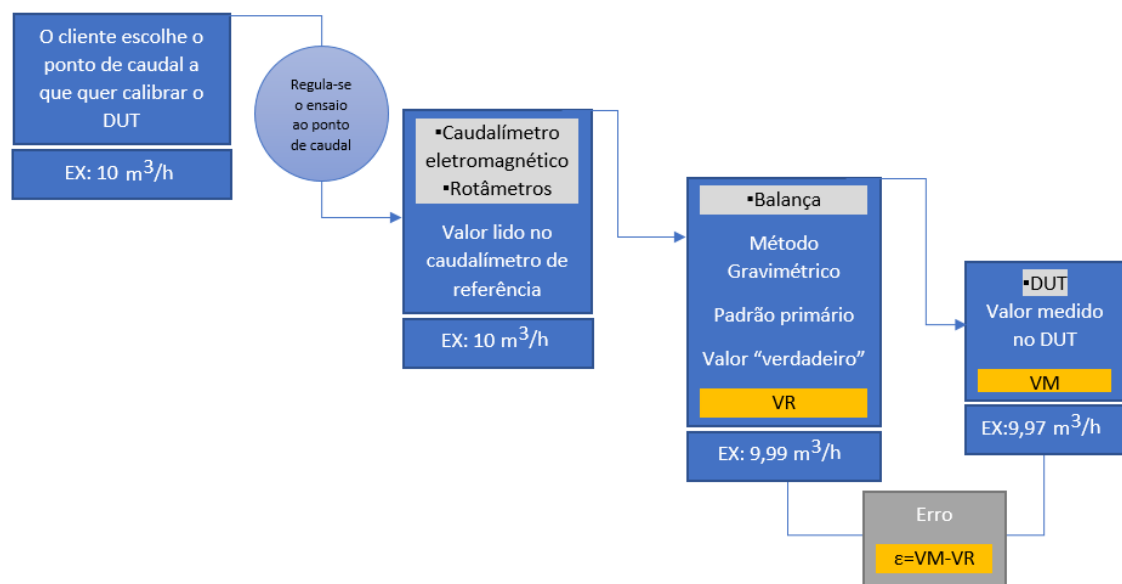 O cliente escolhe o
ponto de caudal a
que quer calibrar o
DUT
EX: 10 m³/h
Regula-se
o ensaio
ao ponto
de caudal
▪Caudalímetro
eletromagnético
▪Rotâmetros
Valor lido no
caudalímetro de
referência
EX: 10 m³/h
▪Balança
Método
Gravimétrico
Padrão primário
Valor “verdadeiro”
VR
EX: 9,99 m³/h
▪DUT
Valor medido
no DUT
VM
EX:9,97 m³/h
Erro
ε=VM-VR